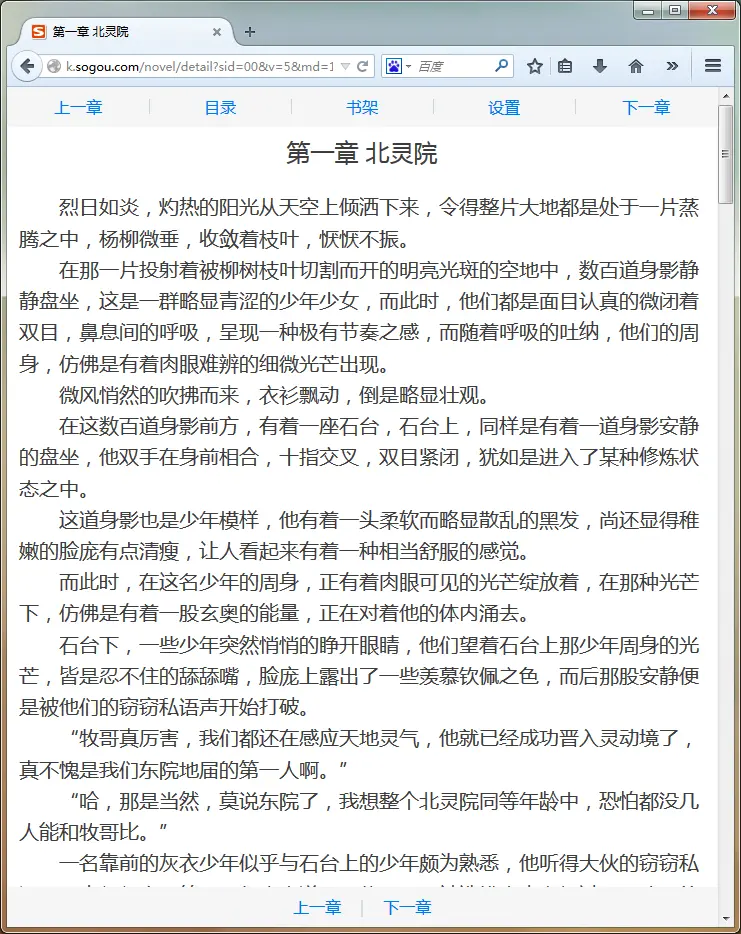 第一章 北灵院
k.sogou.com/novel/detail?sid=00&v=5&md=1
百度
上一章
目录
书架
设置
下一章
第一章 北灵院
烈日如炎，灼热的阳光从天空上倾洒下来，令得整片大地都是处于一片蒸
腾之中，杨柳微垂，收敛着枝叶，恹恹不振。
在那一片投射着被柳树枝叶切割而开的明亮光斑的空地中，数百道身影静
静盘坐，这是一群略显青涩的少年少女，而此时，他们都是面目认真的微闭着
双目，鼻息间的呼吸，呈现一种极有节奏之感，而随着呼吸的吐纳，他们的周
身，仿佛是有着肉眼难辨的细微光芒出现。
微风悄然的吹拂而来，衣衫飘动，倒是略显壮观。
在这数百道身影前方，有着一座石台，石台上，同样是有着一道身影安静
的盘坐，他双手在身前相合，十指交叉，双目紧闭，犹如是进入了某种修炼状
态之中。
这道身影也是少年模样，他有着一头柔软而略显散乱的黑发，尚还显得稚
嫩的脸庞有点清瘦，让人看起来有着一种相当舒服的感觉。
而此时，在这名少年的周身，正有着肉眼可见的光芒绽放着，在那种光芒
下，仿佛是有着一股玄奥的能量，正在对着他的体内涌去。
石台下，一些少年突然悄悄的睁开眼睛，他们望着石台上那少年周身的光
芒，皆是忍不住的舔舔嘴，脸庞上露出了一些羡慕钦佩之色，而后那股安静便
是被他们的窃窃私语声开始打破。
“牧哥真厉害，我们都还在感应天地灵气，他就已经成功晋入灵动境了，
真不愧是我们东院地届的第一人啊。”
“哈，那是当然，莫说东院了，我想整个北灵院同等年龄中，恐怕都没几
人能和牧哥比。”
一名靠前的灰衣少年似乎与石台上的少年颇为熟悉，他听得大伙的窃窃私
上一章
下一章